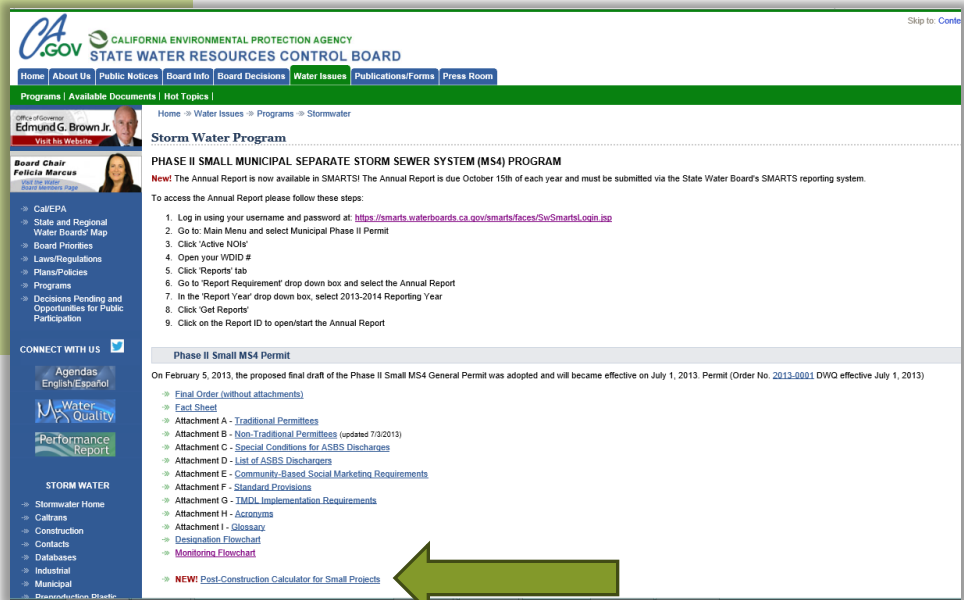 Skip to: Conte
CA.GOV
CALIFORNIA ENVIRONMENTAL PROTECTION AGENCY
STATE WATER RESOURCES CONTROL BOARD
Home About Us Public Notices Board Info Board Decisions Water Issues Publications/Forms Press Room
Programs | Available Documents | Hot Topics |
Office of Governor
Edmund G. Brown Jr.
Visit his Website
Board Chair
Felicia Marcus
Visit the Water
Board Members Page
Cal/EPA
State and Regional
Water Boards' Map
Board Priorities
Laws/Regulations
Plans/Policies
Programs
Decisions Pending and
Opportunities for Public
Participation
CONNECT WITH US
Agendas
English/Español
My Water
Quality
Performance
Report
STORM WATER
Stormwater Home
Caltrans
Construction
Contacts
Databases
Industrial
Municipal
Preproduction Plastic
Home -» Water Issues -» Programs -» Stormwater
Storm Water Program
PHASE II SMALL MUNICIPAL SEPARATE STORM SEWER SYSTEM (MS4) PROGRAM
New! The Annual Report is now available in SMARTS! The Annual Report is due October 15th of each year and must be submitted via the State Water Board's SMARTS reporting system.
To access the Annual Report please follow these steps:
1. Log in using your username and password at: https://smarts.waterboards.ca.gov/smarts/faces/SwSmartsLogin.jsp
2. Go to: Main Menu and select Municipal Phase II Permit
3. Click 'Active NOIs'
4. Open your WDID #
5. Click 'Reports' tab
6. Go to 'Report Requirement' drop down box and select the Annual Report
7. In the 'Report Year' drop down box, select 2013-2014 Reporting Year
8. Click 'Get Reports'
9. Click on the Report ID to open/start the Annual Report
Phase II Small MS4 Permit
On February 5, 2013, the proposed final draft of the Phase II Small MS4 General Permit was adopted and will became effective on July 1, 2013. Permit (Order No. 2013-0001 DWQ effective July 1, 2013)
Final Order (without attachments)
Fact Sheet
Attachment A - Traditional Permittees
Attachment B - Non-Traditional Permittees (updated 7/3/2013)
Attachment C - Special Conditions for ASBS Discharges
Attachment D - List of ASBS Dischargers
Attachment E - Community-Based Social Marketing Requirements
Attachment F - Standard Provisions
Attachment G - TMDL Implementation Requirements
Attachment H - Acronyms
Attachment I - Glossary
Designation Flowchart
Monitoring Flowchart
NEW! Post-Construction Calculator for Small Projects